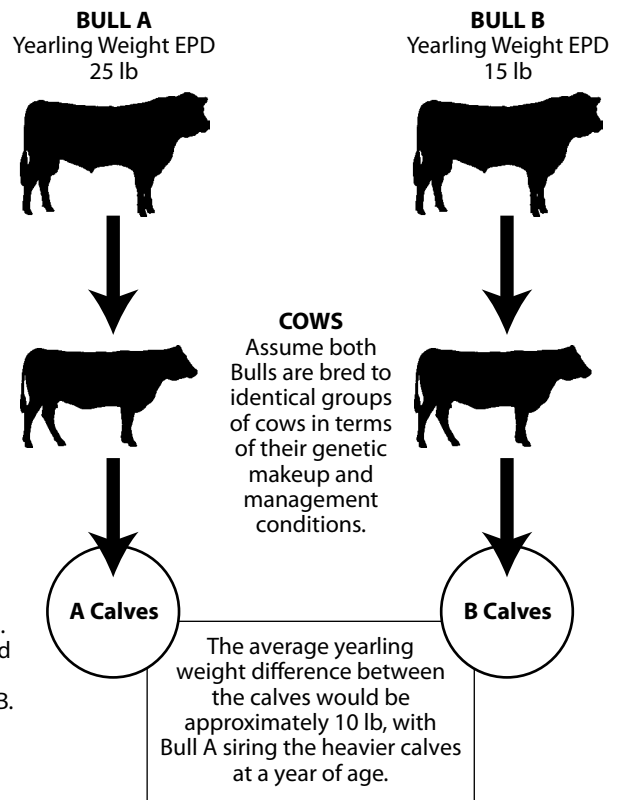 BULL A
Yearling Weight EPD
25 lb
BULL B
Yearling Weight EPD
15 lb
COWS
Assume both
Bulls are bred to
identical groups
of cows in terms
of their genetic
makeup and
management
conditions.
A Calves
B Calves
.
d
B.
The average yearling
weight difference between
the calves would be
approximately 10 lb, with
Bull A siring the heavier calves
at a year of age.